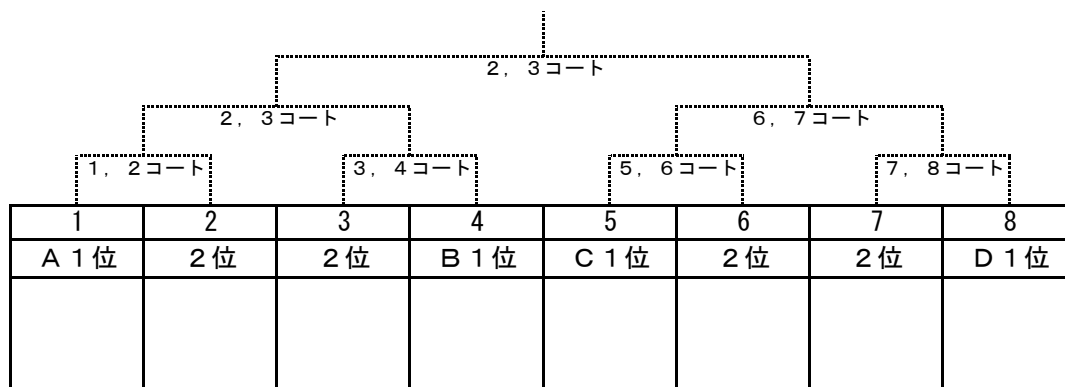 ２，３コート
２，３コート ６，７コート
１，２コート ３，４コート ５，６コート ７，８コート
1 2 3 4 5 6 7 8
Ａ１位 ２位 ２位 Ｂ１位 Ｃ１位 ２位 ２位 Ｄ１位